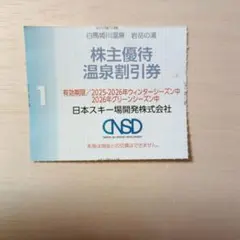 白馬姫川温泉 岩岳の湯
株主優待
温泉割引券
1
有効期限/2025-2026年ウィンターシーズン中
2026年グリーンシーズン中
日本スキー場開発株式会社
NSD